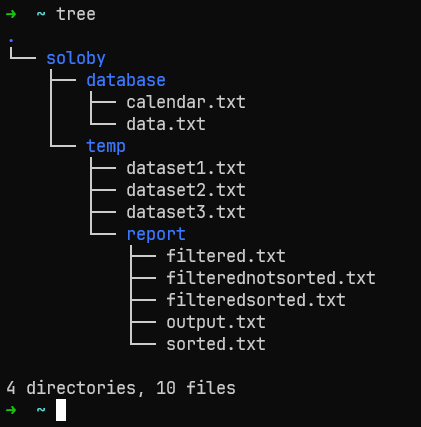 ➜  ~ tree
.
└── soloby
    ├── database
    │   ├── calendar.txt
    │   └── data.txt
    └── temp
        ├── dataset1.txt
        ├── dataset2.txt
        ├── dataset3.txt
        └── report
            ├── filtered.txt
            ├── filterednotsorted.txt
            ├── filteredsorted.txt
            ├── output.txt
            └── sorted.txt

4 directories, 10 files
➜  ~